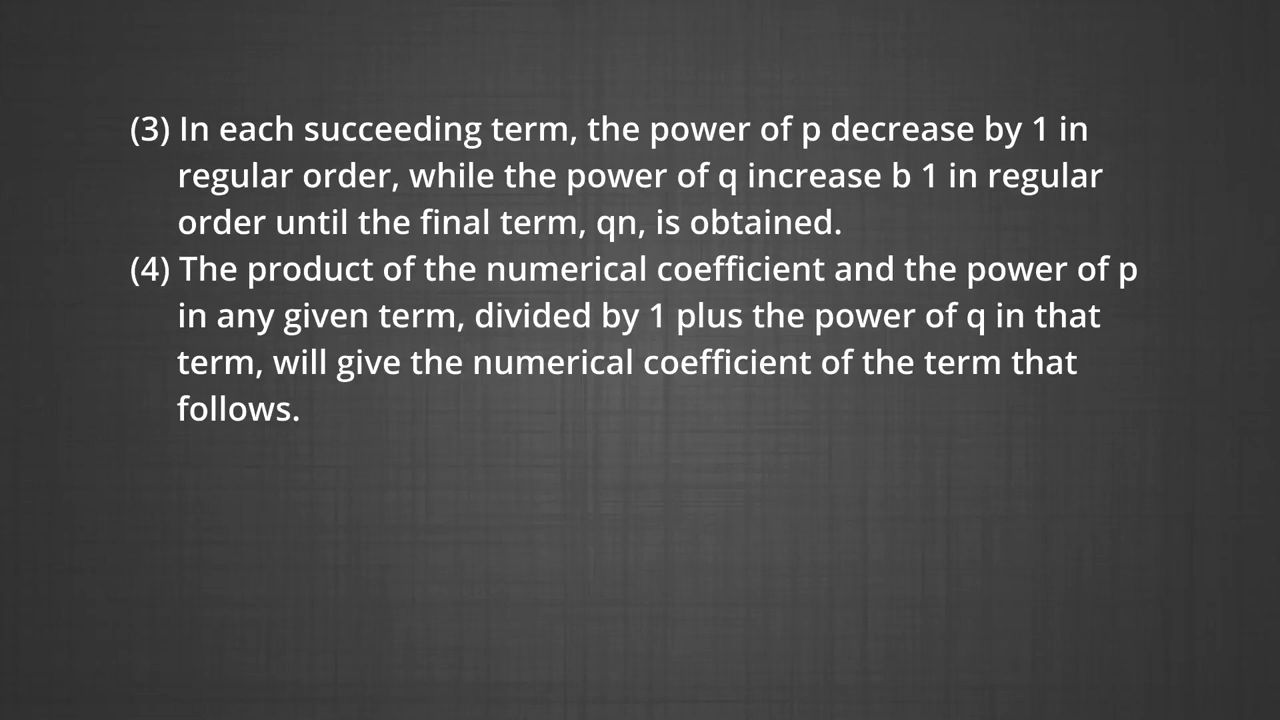 (3) In each succeeding term, the power of p decrease by 1 in
regular order, while the power of q increase b 1 in regular
order until the final term, qn, is obtained.
(4) The product of the numerical coefficient and the power of p
in any given term, divided by 1 plus the power of q in that
term, will give the numerical coefficient of the term that
follows.